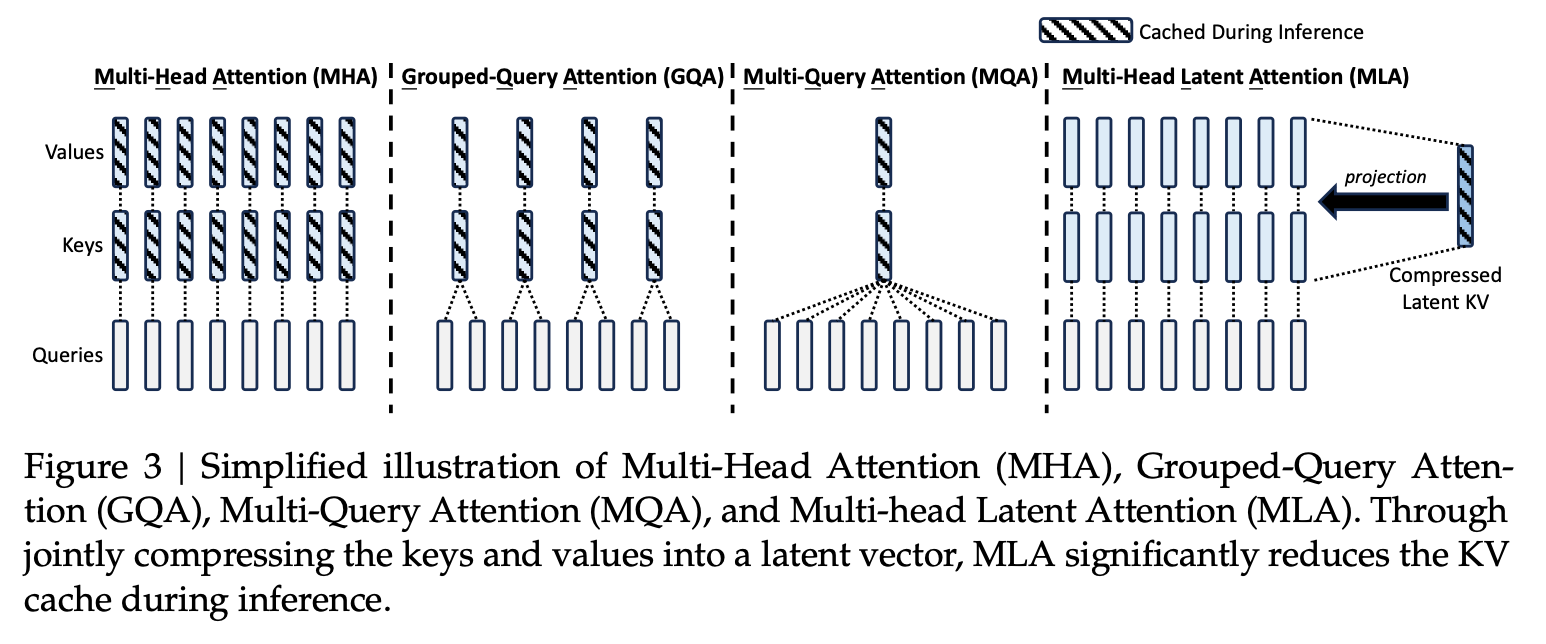 Cached During Inference
Multi-Head Attention (MHA)
Grouped-Query Attention (GQA)
Multi-Query Attention (MQA)
Multi-Head Latent Attention (MLA)
Values
Keys
Queries
projection
Compressed
Latent KV
Figure 3 | Simplified illustration of Multi-Head Attention (MHA), Grouped-Query Atten-
tion (GQA), Multi-Query Attention (MQA), and Multi-head Latent Attention (MLA). Through
jointly compressing the keys and values into a latent vector, MLA significantly reduces the KV
cache during inference.